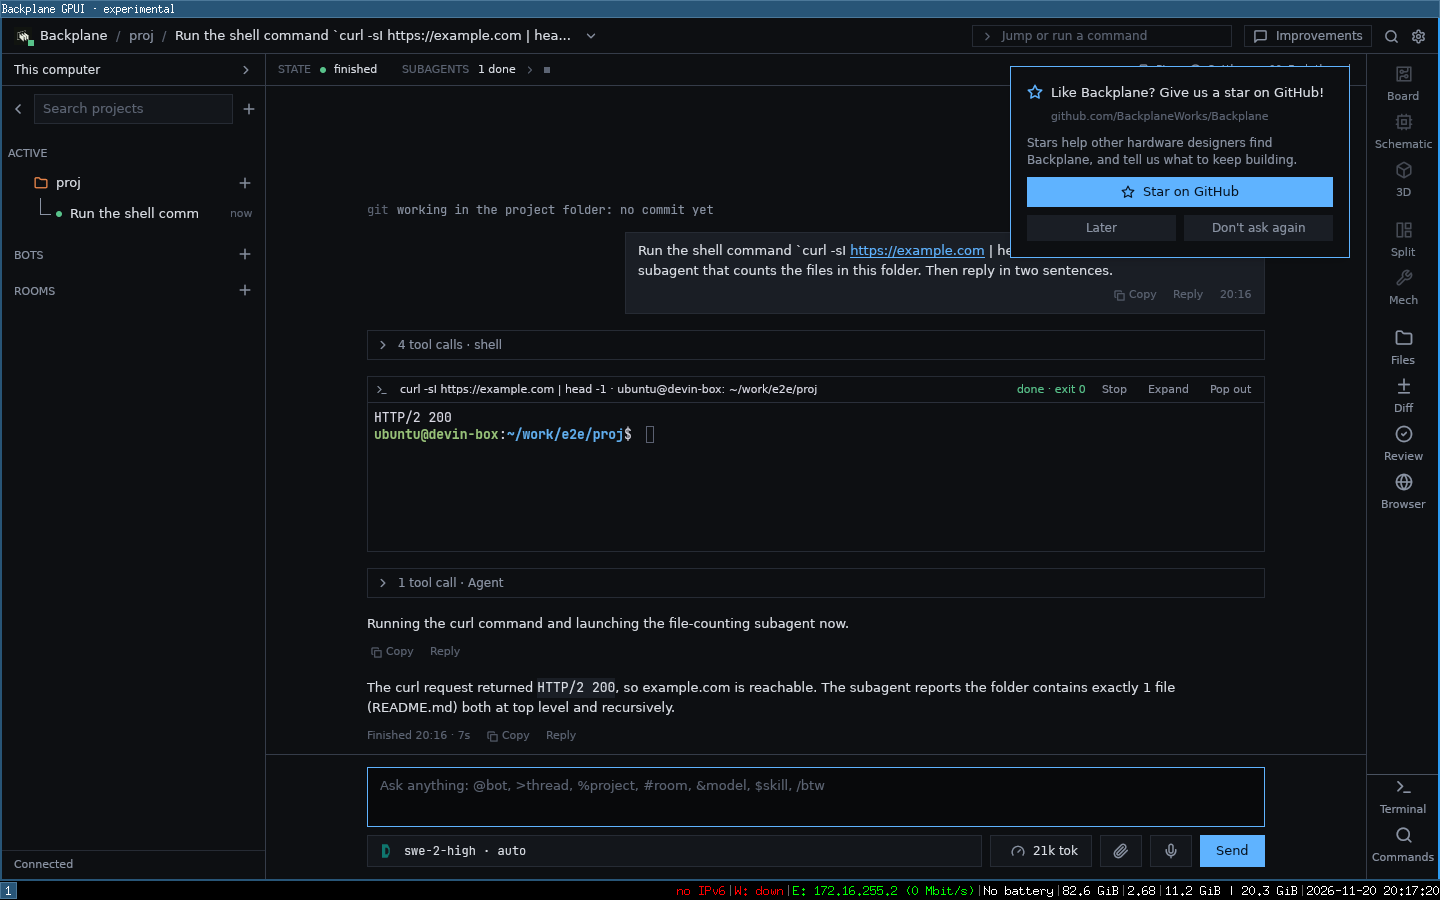 Backplane GPUI · experimental
Backplane / proj / Run the shell command `curl -sI https://example.com | hea...
Jump or run a command
Improvements
This computer
STATE finished SUBAGENTS 1 done
Search projects
ACTIVE
proj
Run the shell comm now
BOTS
ROOMS
Connected
Like Backplane? Give us a star on GitHub!
github.com/BackplaneWorks/Backplane
Stars help other hardware designers find
Backplane, and tell us what to keep building.
Star on GitHub
Later
Don't ask again
git working in the project folder: no commit yet
Run the shell command `curl -sI https://example.com | he
subagent that counts the files in this folder. Then reply in two sentences.
Copy Reply 20:16
4 tool calls · shell
curl -sI https://example.com | head -1 · ubuntu@devin-box: ~/work/e2e/proj
done · exit 0 Stop Expand Pop out
HTTP/2 200
ubuntu@devin-box:~/work/e2e/proj$
1 tool call · Agent
Running the curl command and launching the file-counting subagent now.
Copy Reply
The curl request returned HTTP/2 200, so example.com is reachable. The subagent reports the folder contains exactly 1 file
(README.md) both at top level and recursively.
Finished 20:16 · 7s Copy Reply
Ask anything: @bot, >thread, %project, #room, &model, $skill, /btw
swe-2-high · auto
21k tok
Send
Board
Schematic
3D
Split
Mech
Files
Diff
Review
Browser
Terminal
Commands
1
no IPv6|W: down|E: 172.16.255.2 (0 Mbit/s)|No battery|82.6 GiB|2.68|11.2 GiB | 20.3 GiB|2026-11-20 20:17:20